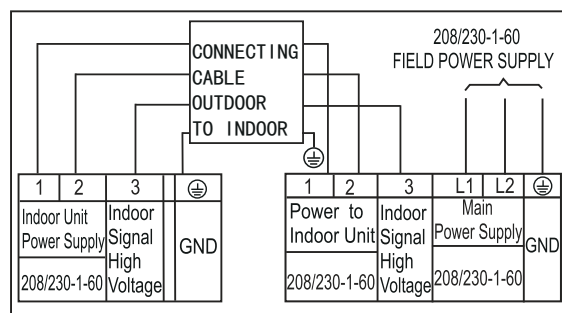 CONNECTING
CABLE
OUTDOOR
TO INDOOR
208/230-1-60
FIELD POWER SUPPLY
1 2 3
Indoor Unit
Power Supply
208/230-1-60
Indoor
Signal
High
Voltage
GND
1 2 3 L1 L2
Power to
Indoor Unit
208/230-1-60
Indoor
Signal
High
Voltage
Main
Power Supply
208/230-1-60
GND